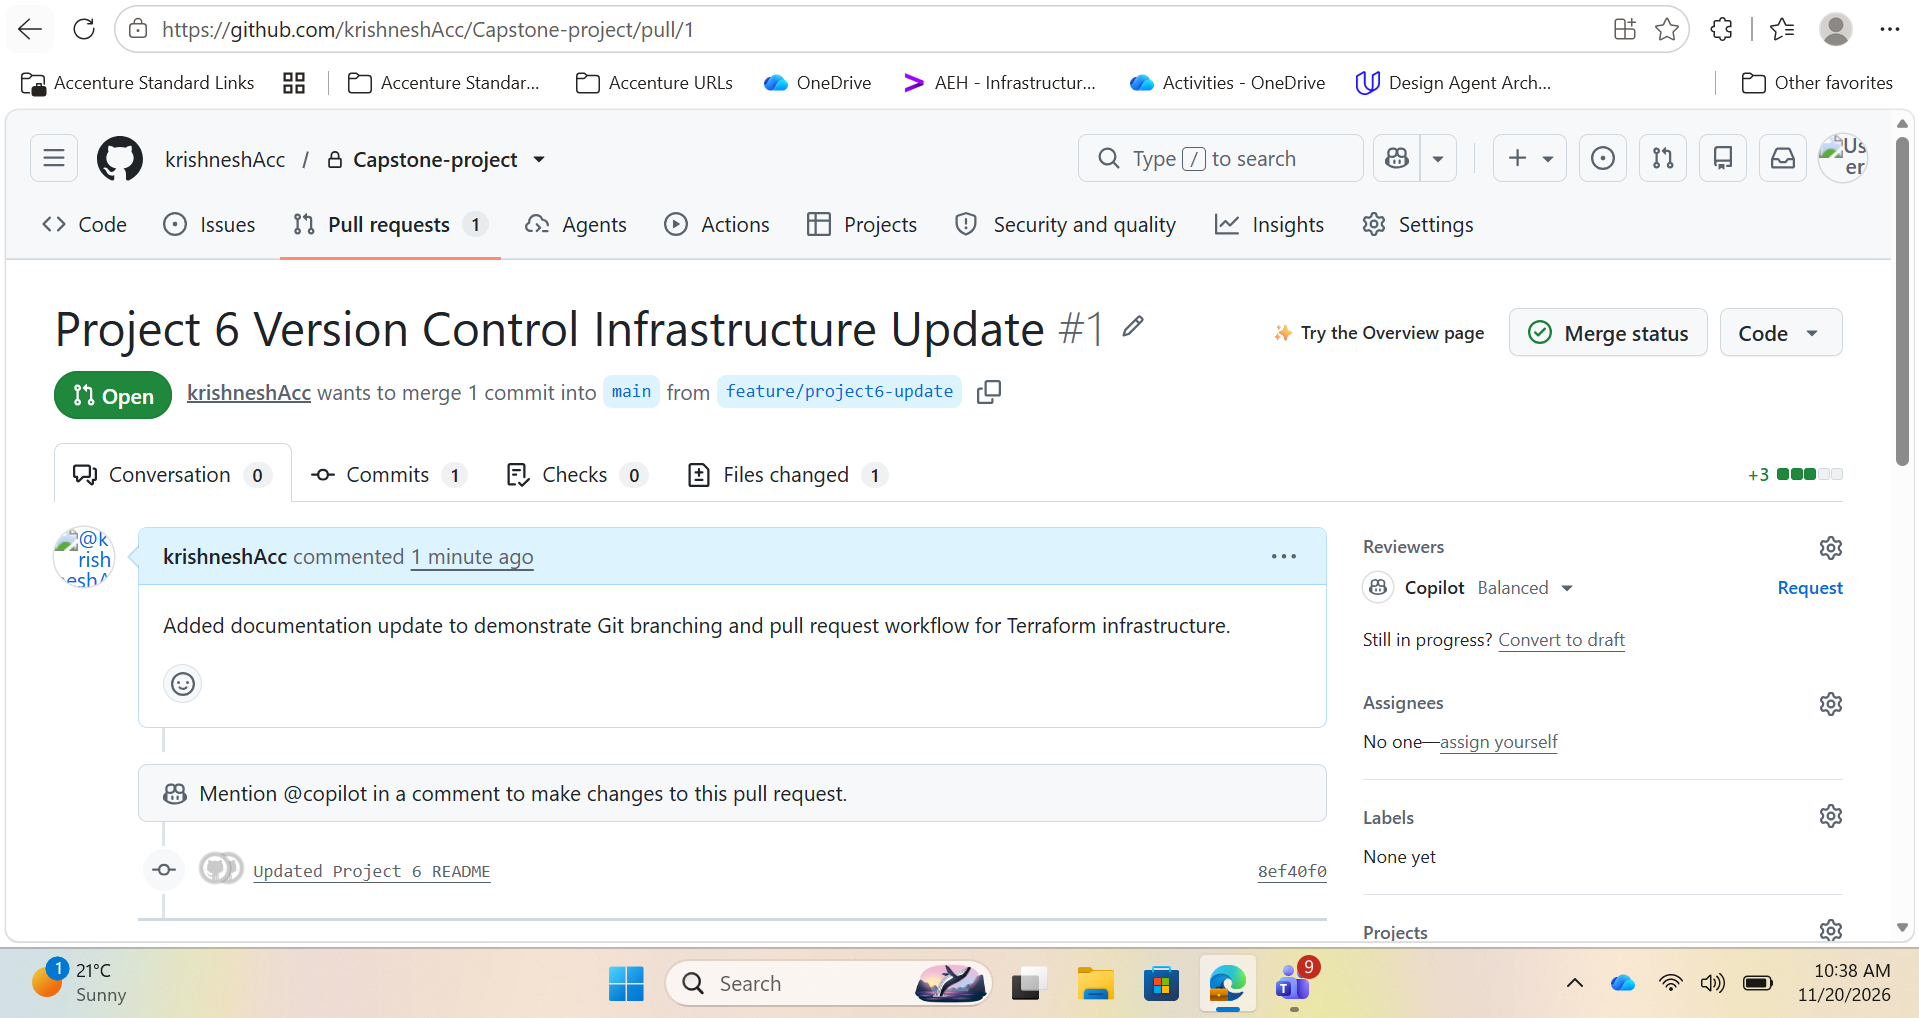 https://github.com/krishneshAcc/Capstone-project/pull/1
Accenture Standard Links
Accenture Standar...
Accenture URLs
OneDrive
AEH - Infrastructur...
Activities - OneDrive
Design Agent Arch...
Other favorites
krishneshAcc / Capstone-project
Type / to search
Us
er
Code
Issues
Pull requests 1
Agents
Actions
Projects
Security and quality
Insights
Settings
Project 6 Version Control Infrastructure Update #1
Try the Overview page
Merge status
Code
Open
krishneshAcc wants to merge 1 commit into main from feature/project6-update
Conversation 0
Commits 1
Checks 0
Files changed 1
+3
@k
rish
neshA
krishneshAcc commented 1 minute ago
Added documentation update to demonstrate Git branching and pull request workflow for Terraform infrastructure.
Mention @copilot in a comment to make changes to this pull request.
Updated Project 6 README
8ef40f0
Reviewers
Copilot Balanced
Request
Still in progress? Convert to draft
Assignees
No one—assign yourself
Labels
None yet
Projects
1
21°C
Sunny
Search
T
9
10:38 AM
11/20/2026